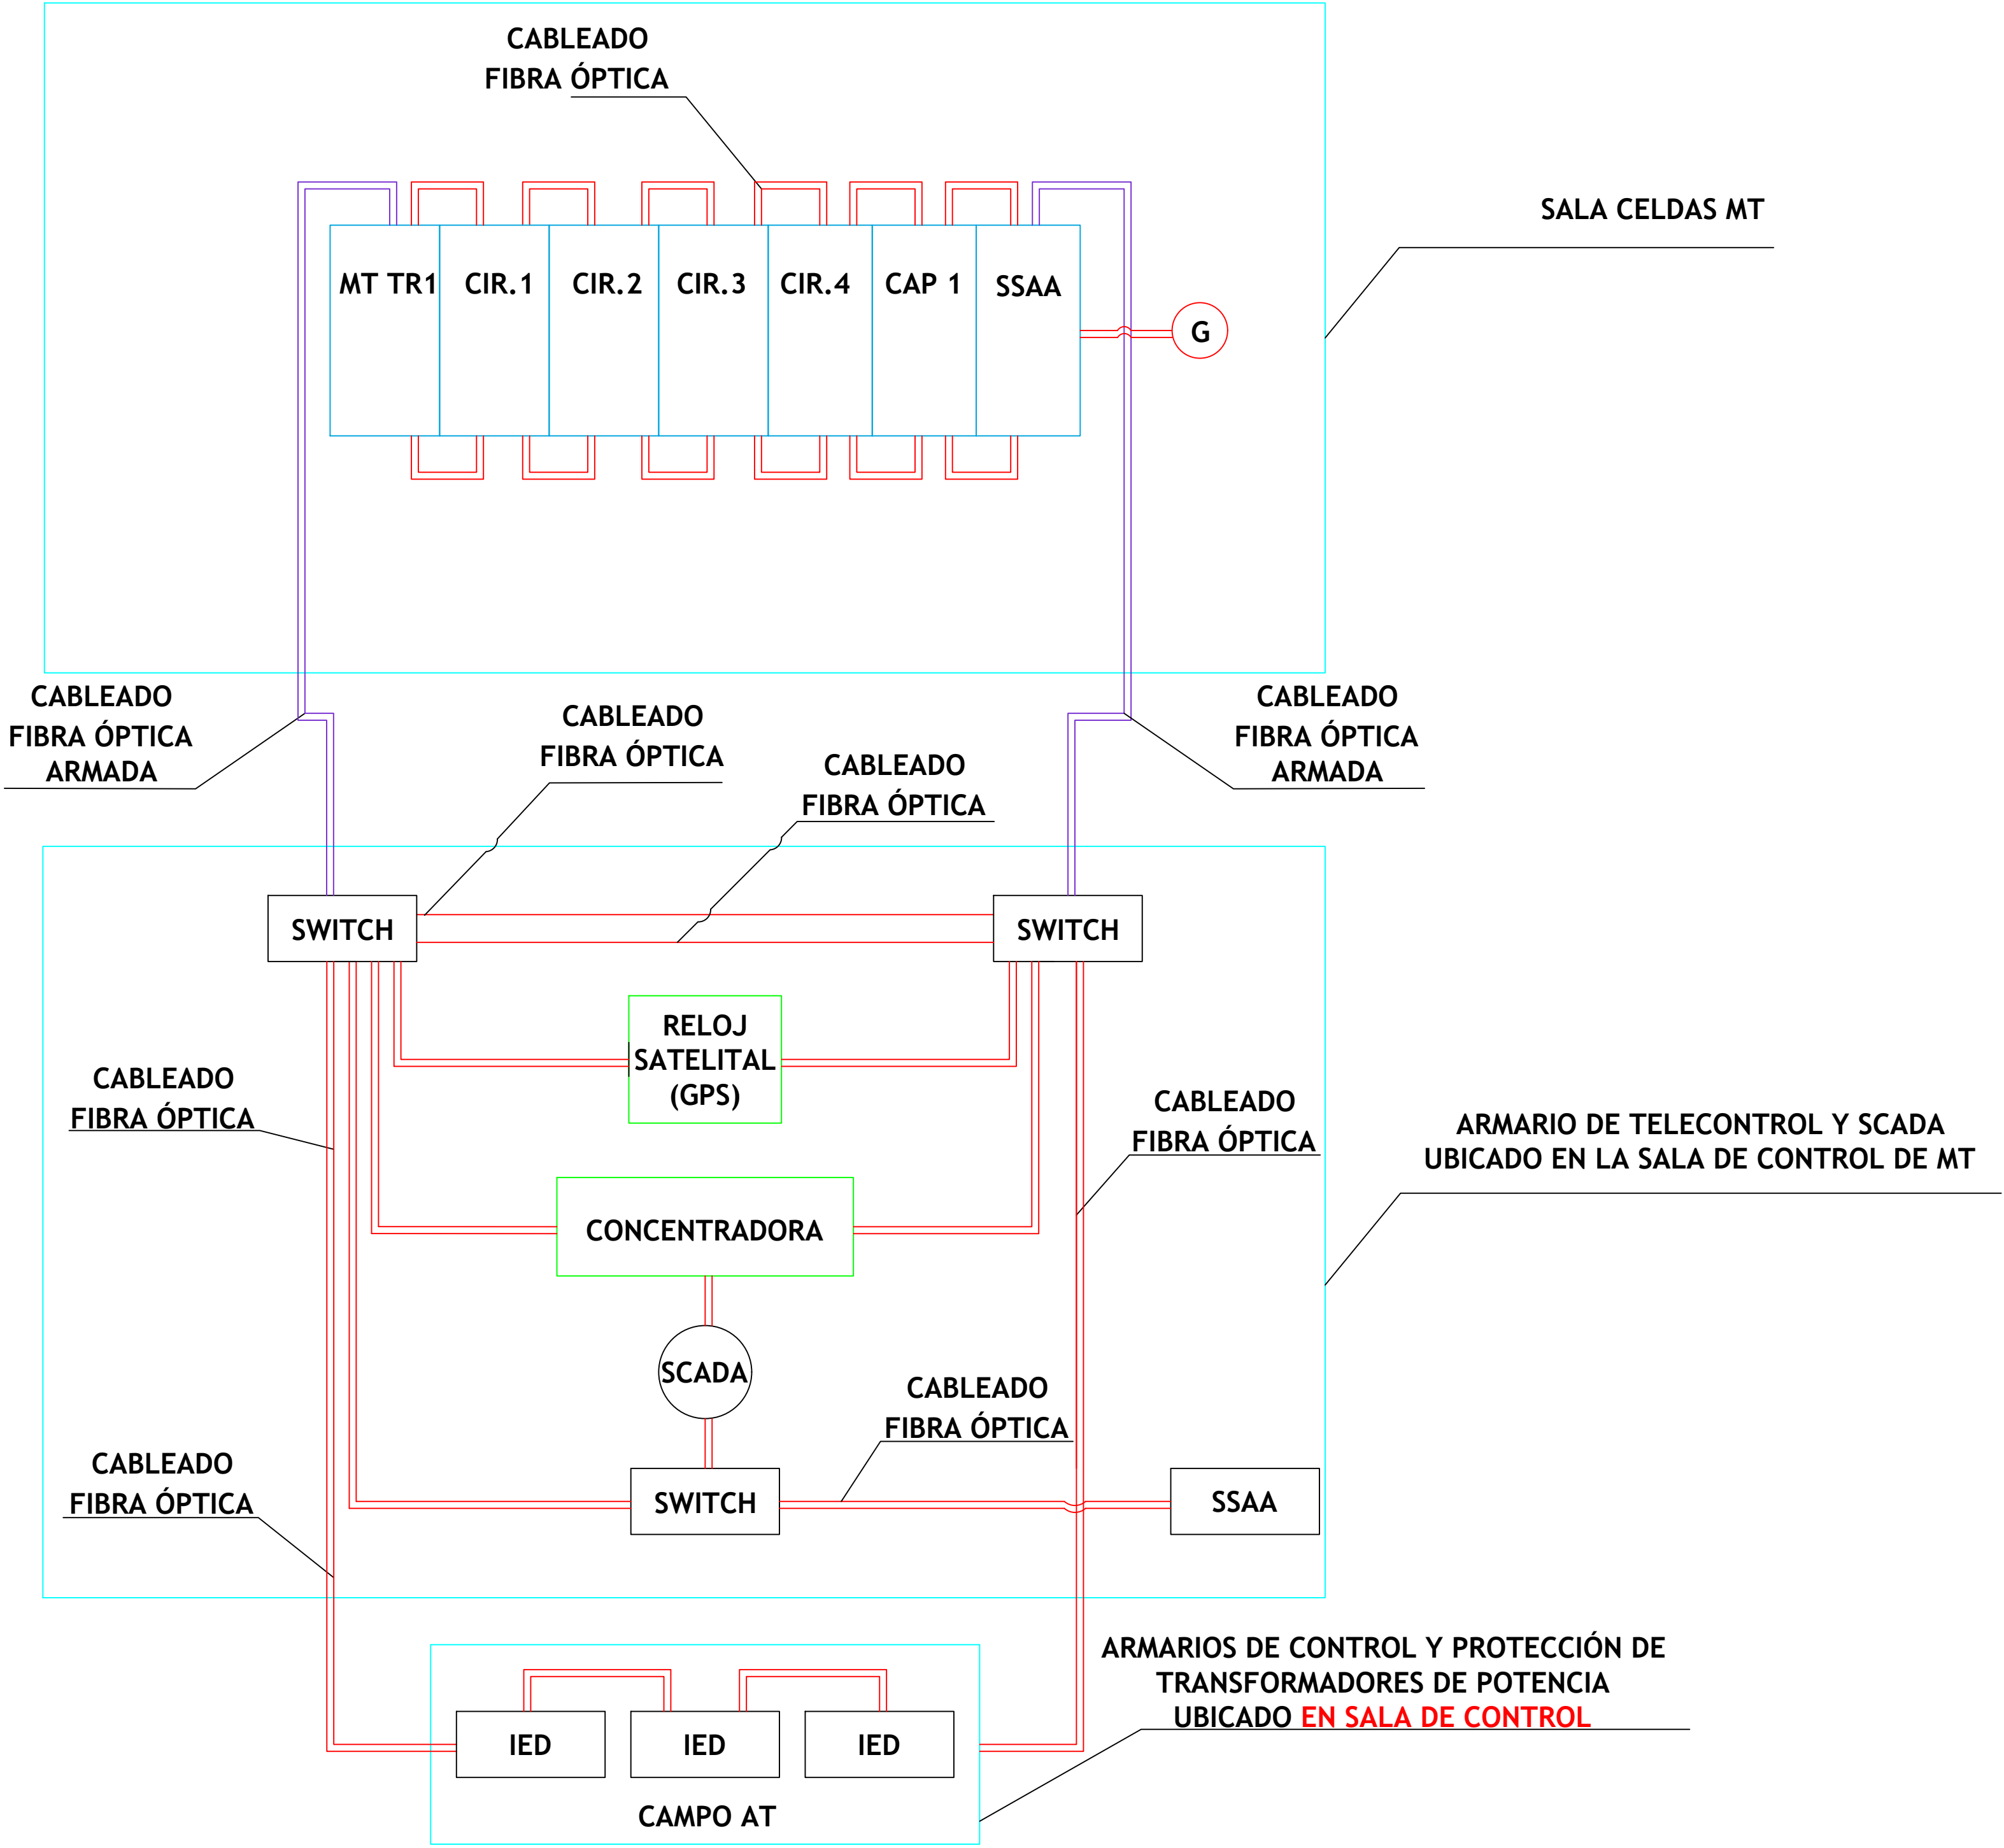 CABLEADO
FIBRA ÓPTICA
SALA CELDAS MT
MT TR1
CIR.1
CIR.2
CIR.3
CIR.4
CAP 1
SSAA
G
CABLEADO
FIBRA ÓPTICA
ARMADA
CABLEADO
FIBRA ÓPTICA
CABLEADO
FIBRA ÓPTICA
CABLEADO
FIBRA ÓPTICA
ARMADA
SWITCH
SWITCH
RELOJ
SATELITAL
(GPS)
CABLEADO
FIBRA ÓPTICA
CABLEADO
FIBRA ÓPTICA
ARMARIO DE TELECONTROL Y SCADA
UBICADO EN LA SALA DE CONTROL DE MT
CONCENTRADORA
SCADA
CABLEADO
FIBRA ÓPTICA
CABLEADO
FIBRA ÓPTICA
SWITCH
SSAA
ARMARIOS DE CONTROL Y PROTECCIÓN DE
TRANSFORMADORES DE POTENCIA
UBICADO EN SALA DE CONTROL
IED
IED
IED
CAMPO AT